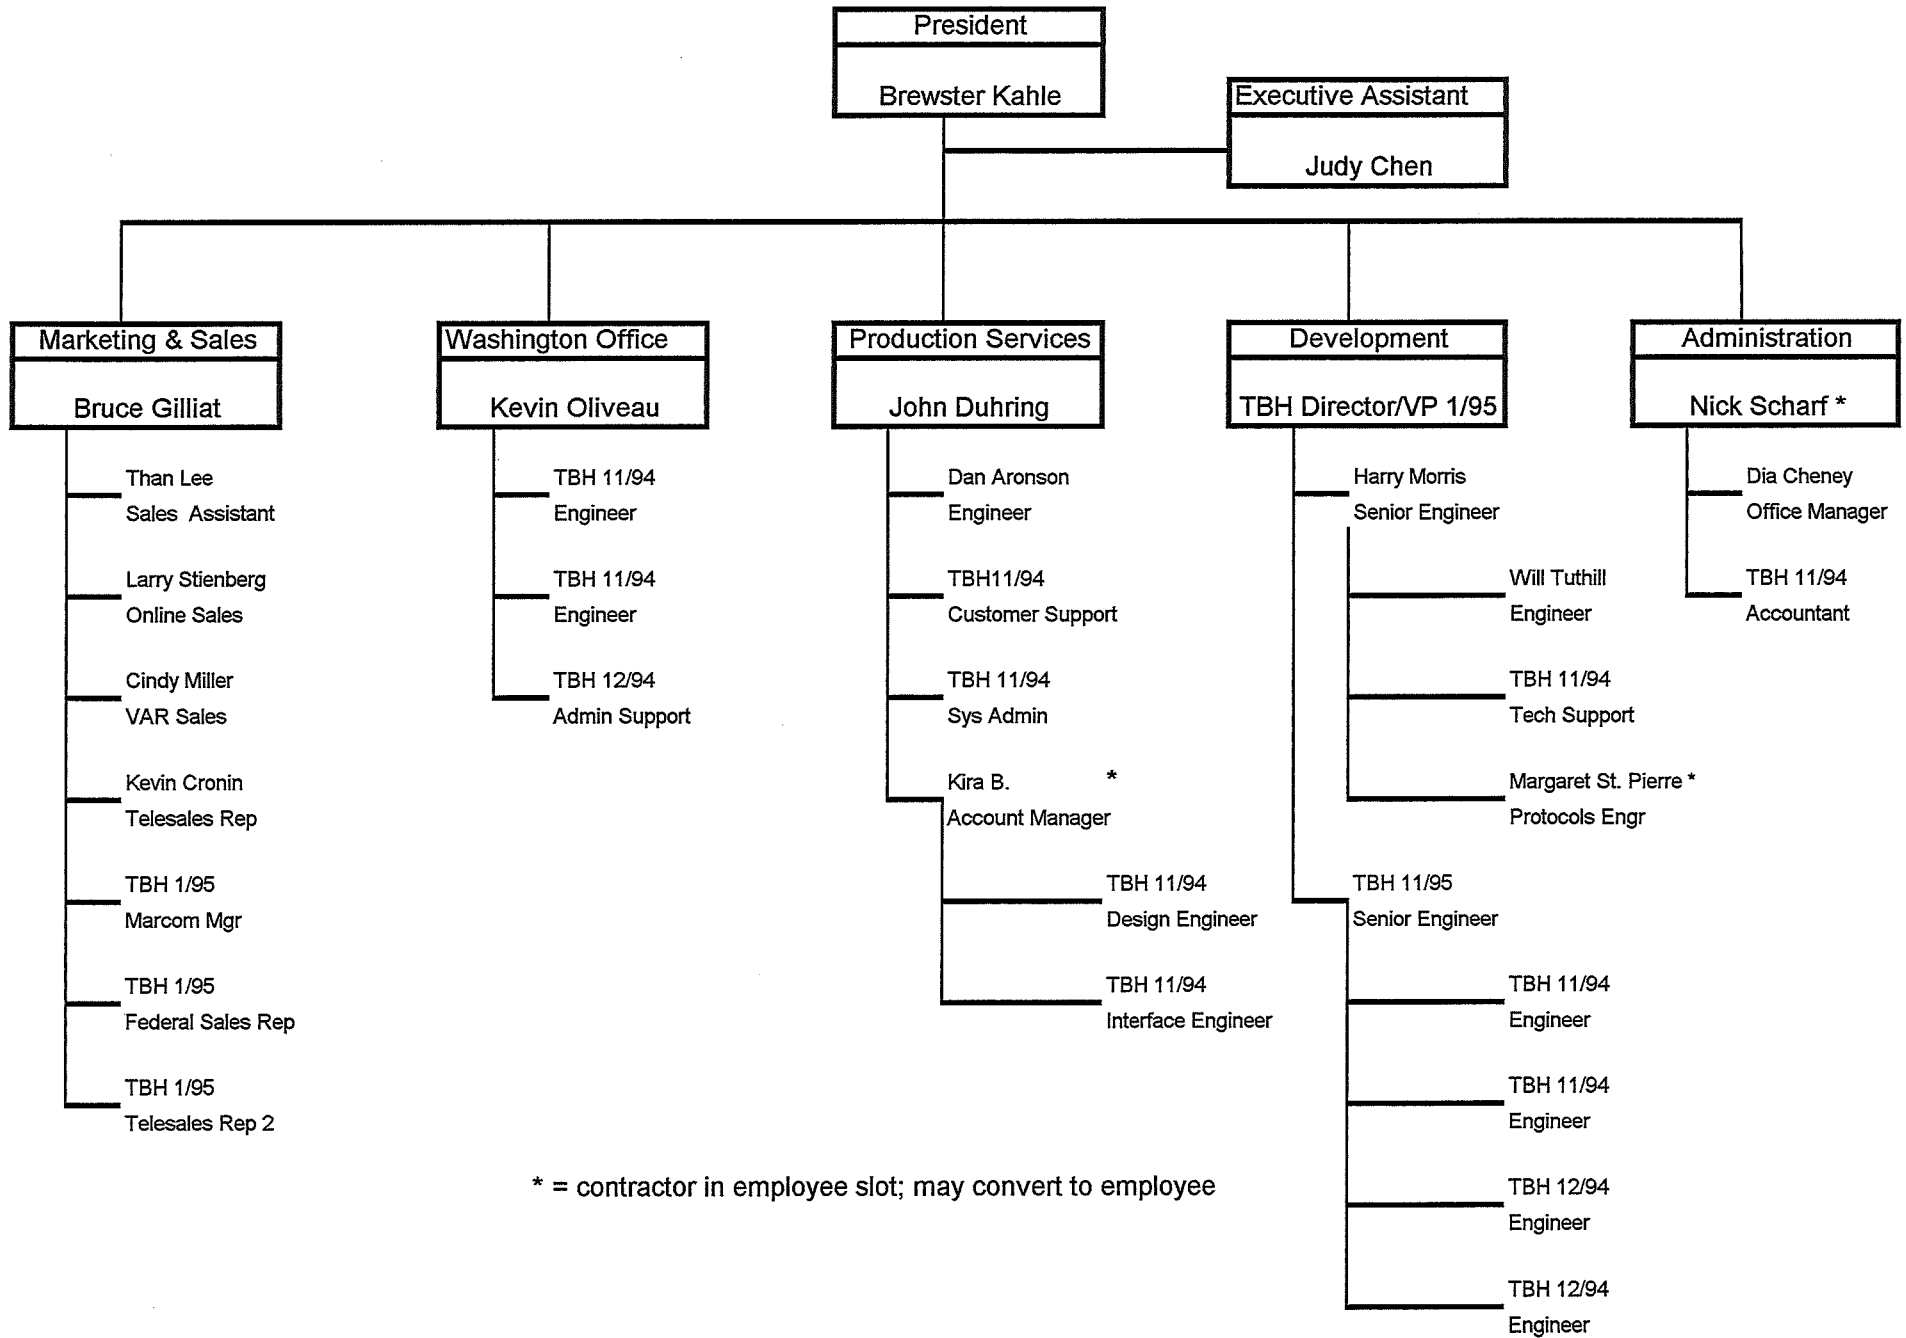 President
Brewster Kahle
Executive Assistant
Judy Chen
Marketing & Sales
Bruce Gilliat
Than Lee
Sales Assistant
Larry Stienberg
Online Sales
Cindy Miller
VAR Sales
Kevin Cronin
Telesales Rep
TBH 1/95
Marcom Mgr
TBH 1/95
Federal Sales Rep
TBH 1/95
Telesales Rep 2
Washington Office
Kevin Oliveau
TBH 11/94
Engineer
TBH 11/94
Engineer
TBH 12/94
Admin Support
Production Services
John Duhring
Dan Aronson
Engineer
TBH11/94
Customer Support
TBH 11/94
Sys Admin
Kira B. *
Account Manager
TBH 11/94
Design Engineer
TBH 11/94
Interface Engineer
Development
TBH Director/VP 1/95
Harry Morris
Senior Engineer
Will Tuthill
Engineer
TBH 11/94
Tech Support
Margaret St. Pierre *
Protocols Engr
TBH 11/95
Senior Engineer
TBH 11/94
Engineer
TBH 11/94
Engineer
TBH 12/94
Engineer
TBH 12/94
Engineer
Administration
Nick Scharf *
Dia Cheney
Office Manager
TBH 11/94
Accountant
* = contractor in employee slot; may convert to employee